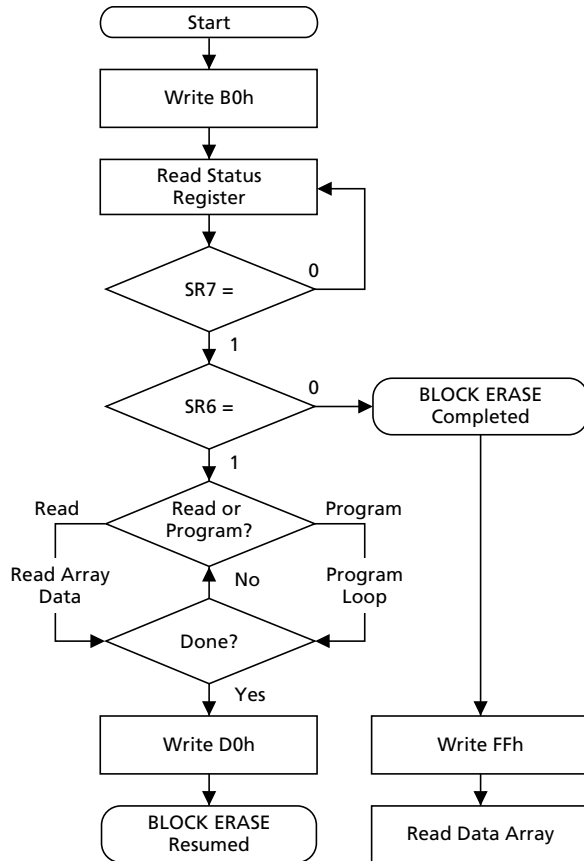 Start
Write B0h
Read Status
Register
0
SR7 =
1
0
SR6 =
BLOCK ERASE
Completed
1
Read
Read or
Program?
Program
Read Array
Data
No
Program
Loop
Done?
Yes
Write D0h
Write FFh
BLOCK ERASE
Resumed
Read Data Array